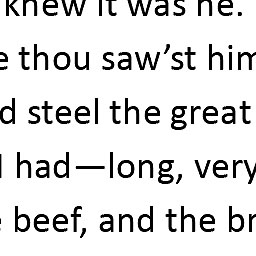 knew it was he.
e thou saw’st him
d steel the great
I had—long, very
e beef, and the br